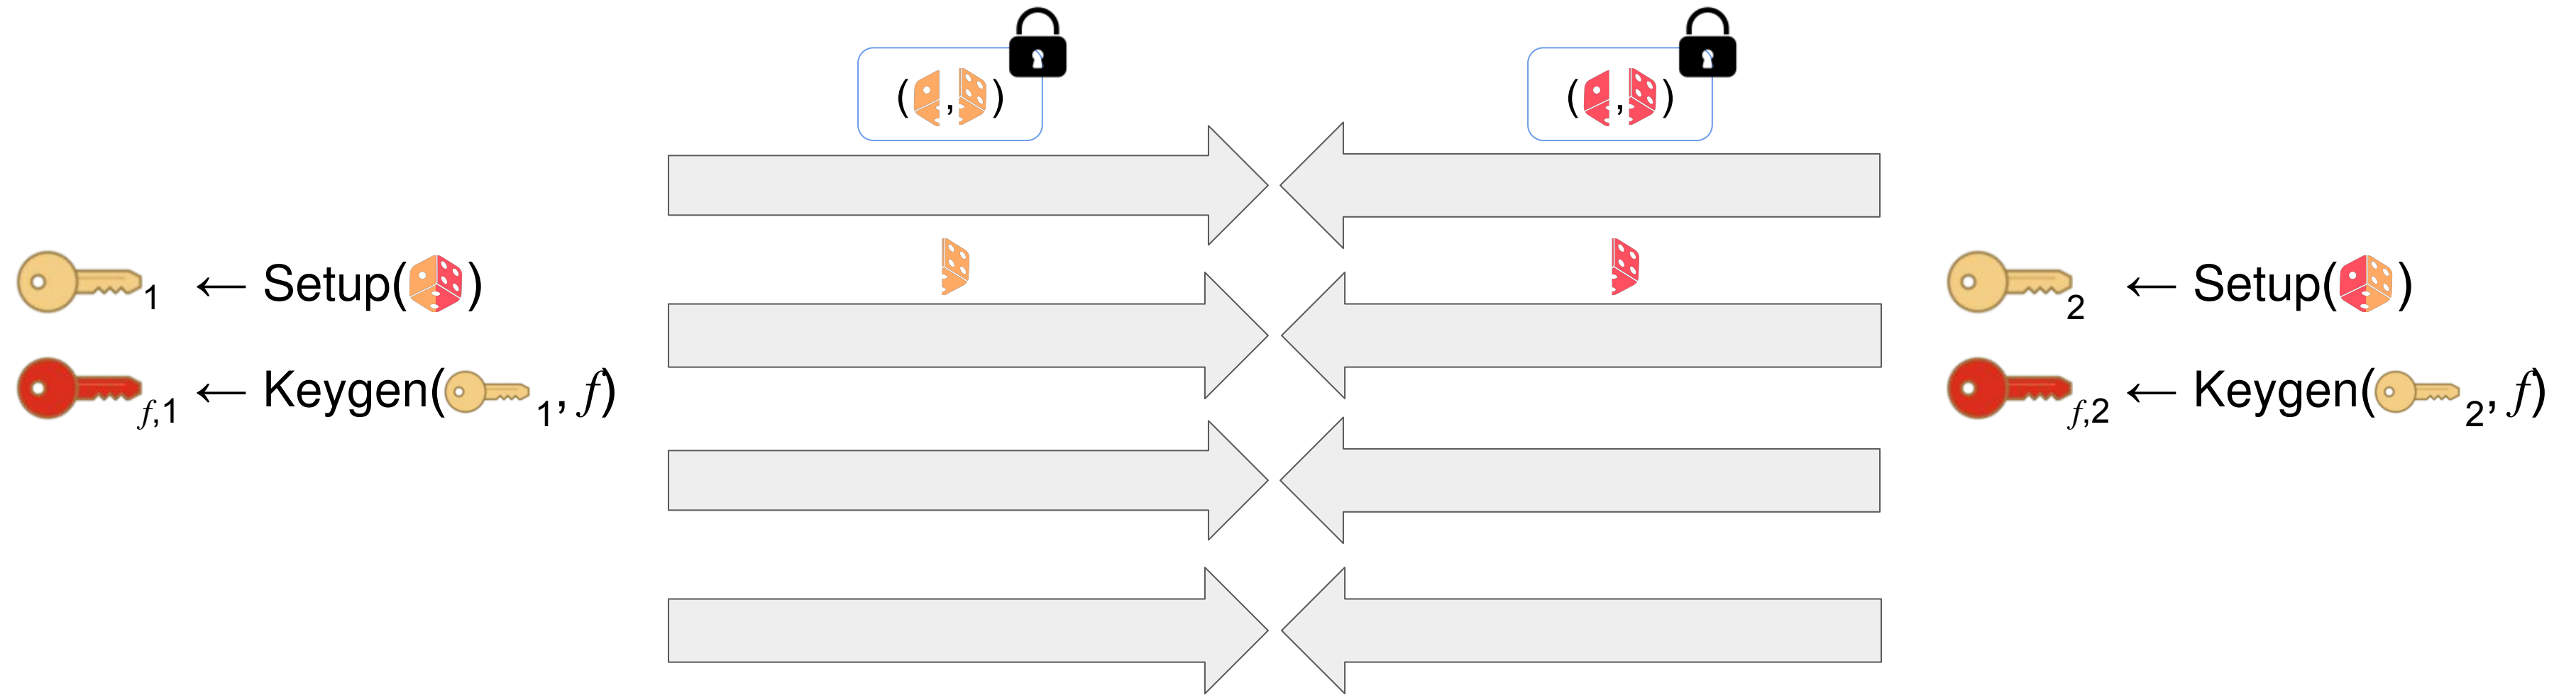 ( , )
( , )
1 ← Setup( )
f,1 ← Keygen( 1, f)
2 ← Setup( )
f,2 ← Keygen( 2, f)